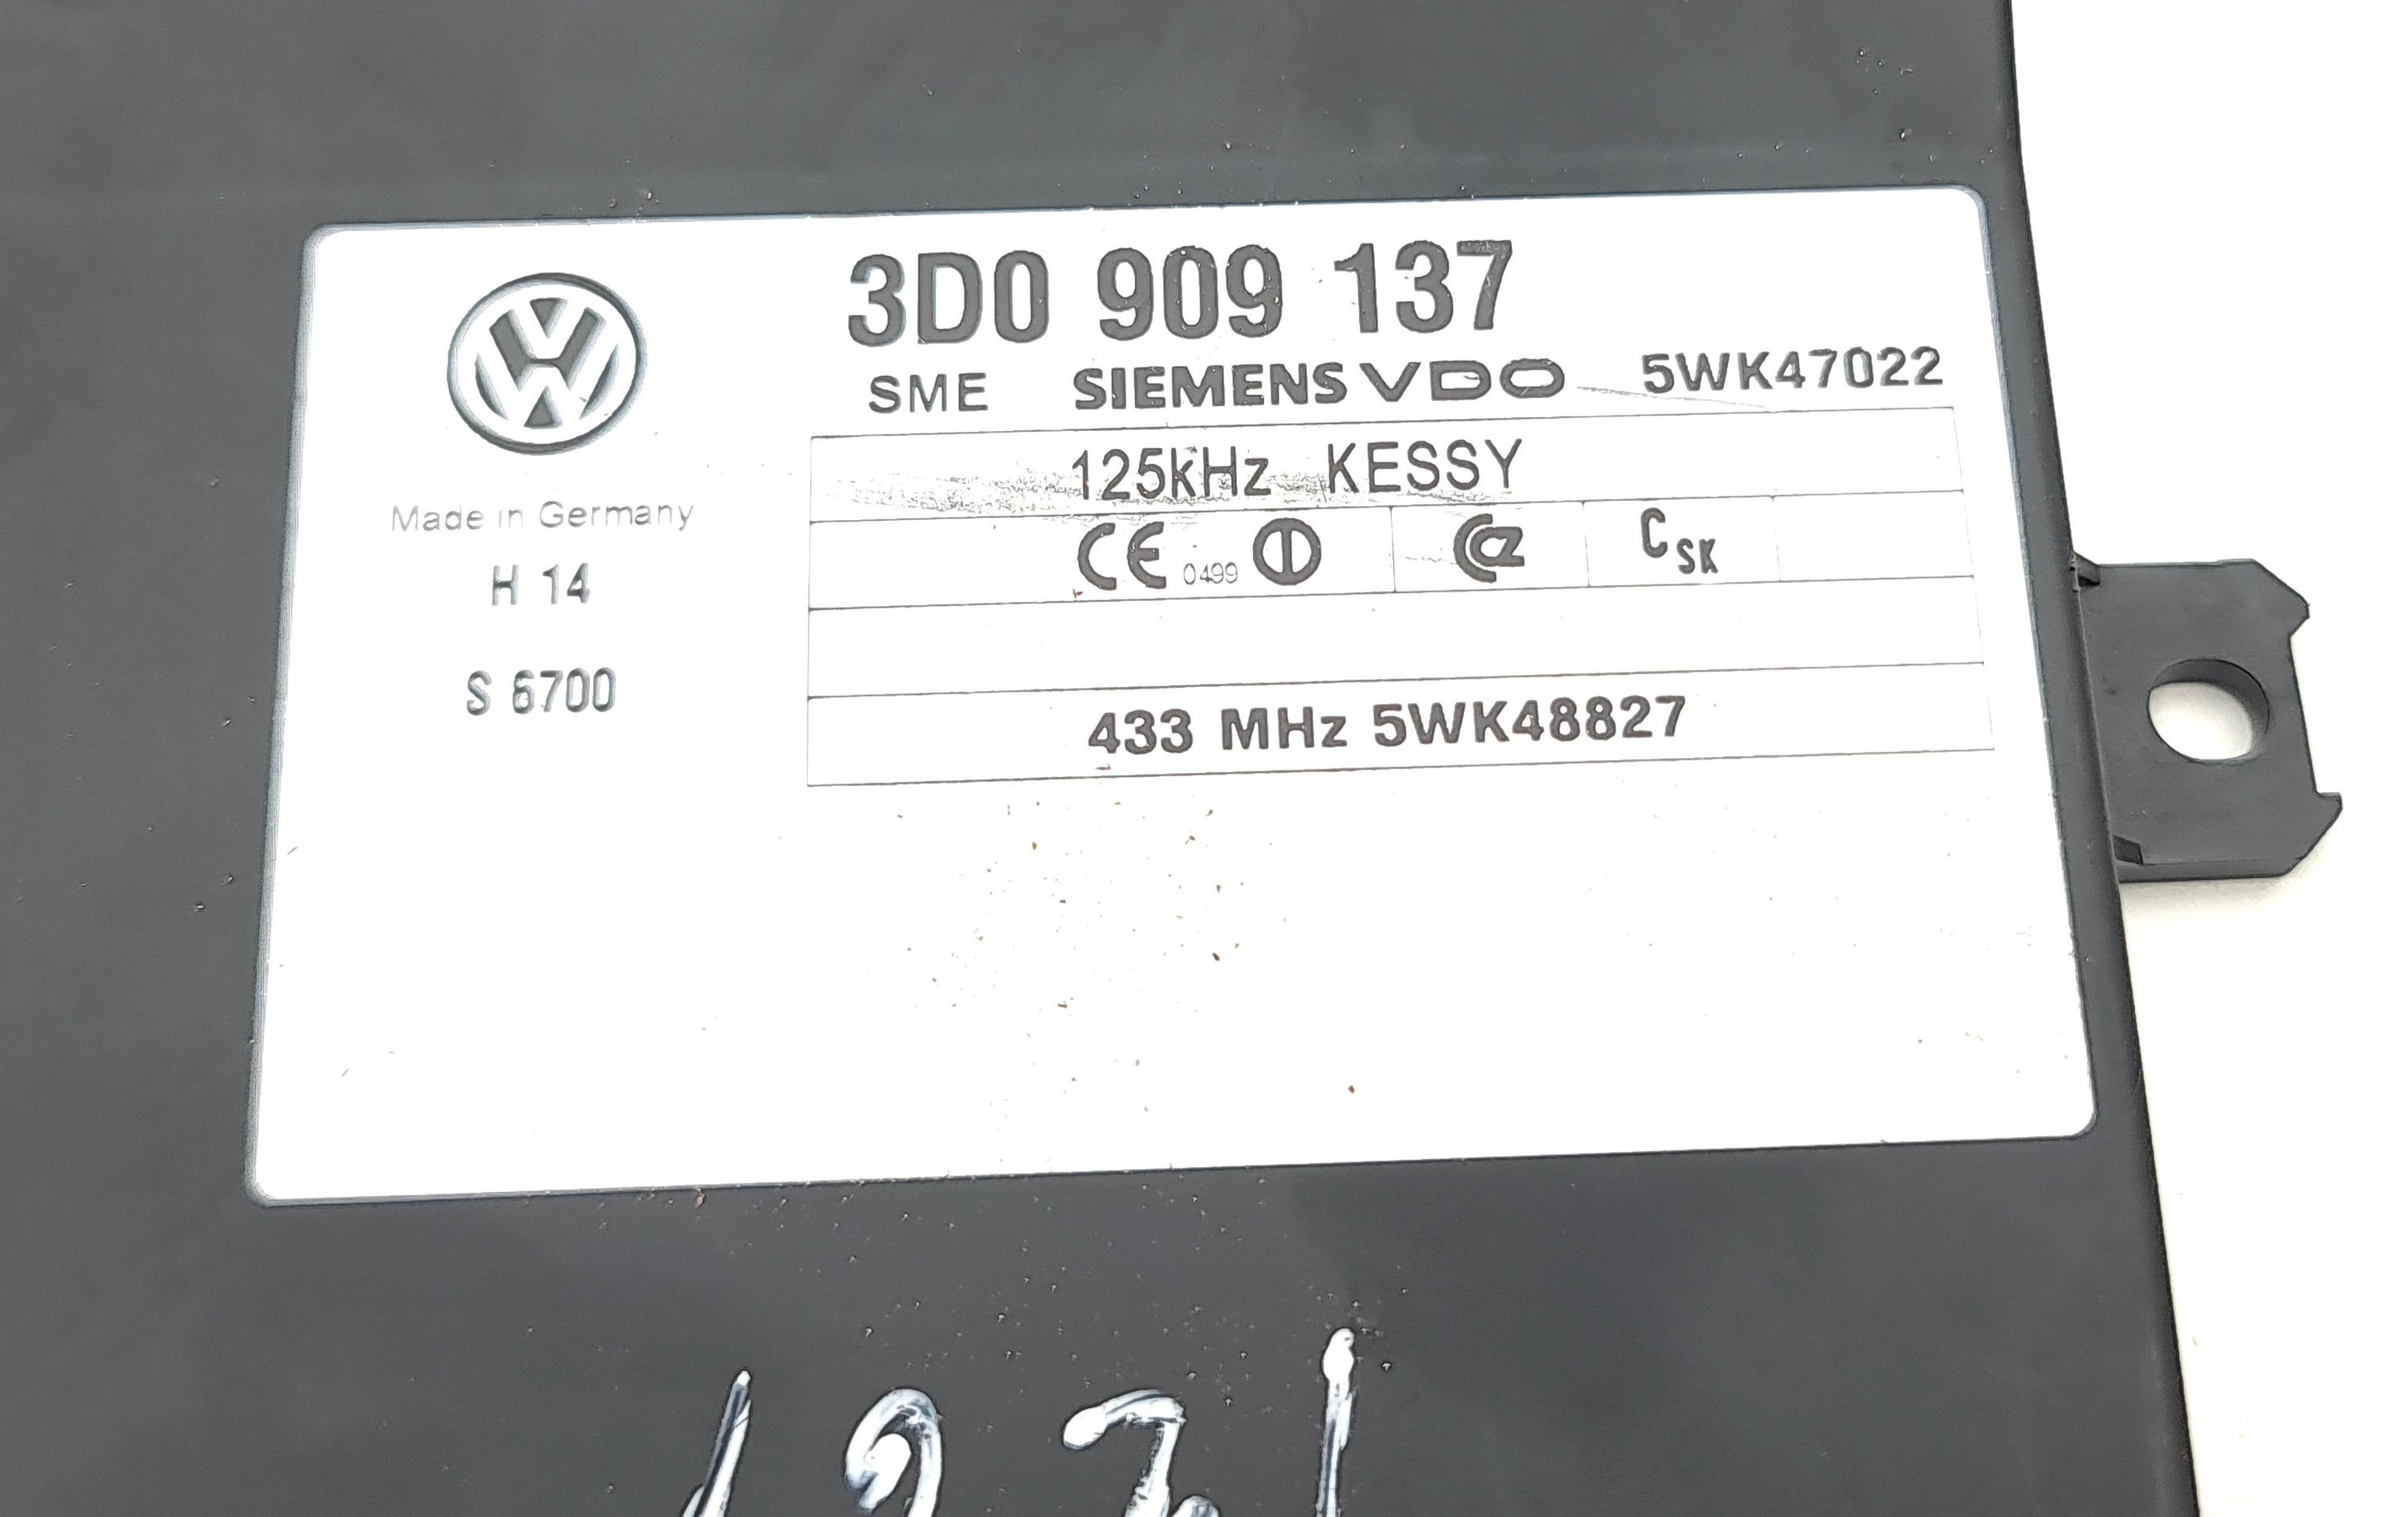 3D0 909 137
SME SIEMENS VDO 5WK47022
125kHz KESSY
Made in Germany
CE 0499 CSK
H 14
S 6700
433 MHz 5WK48827